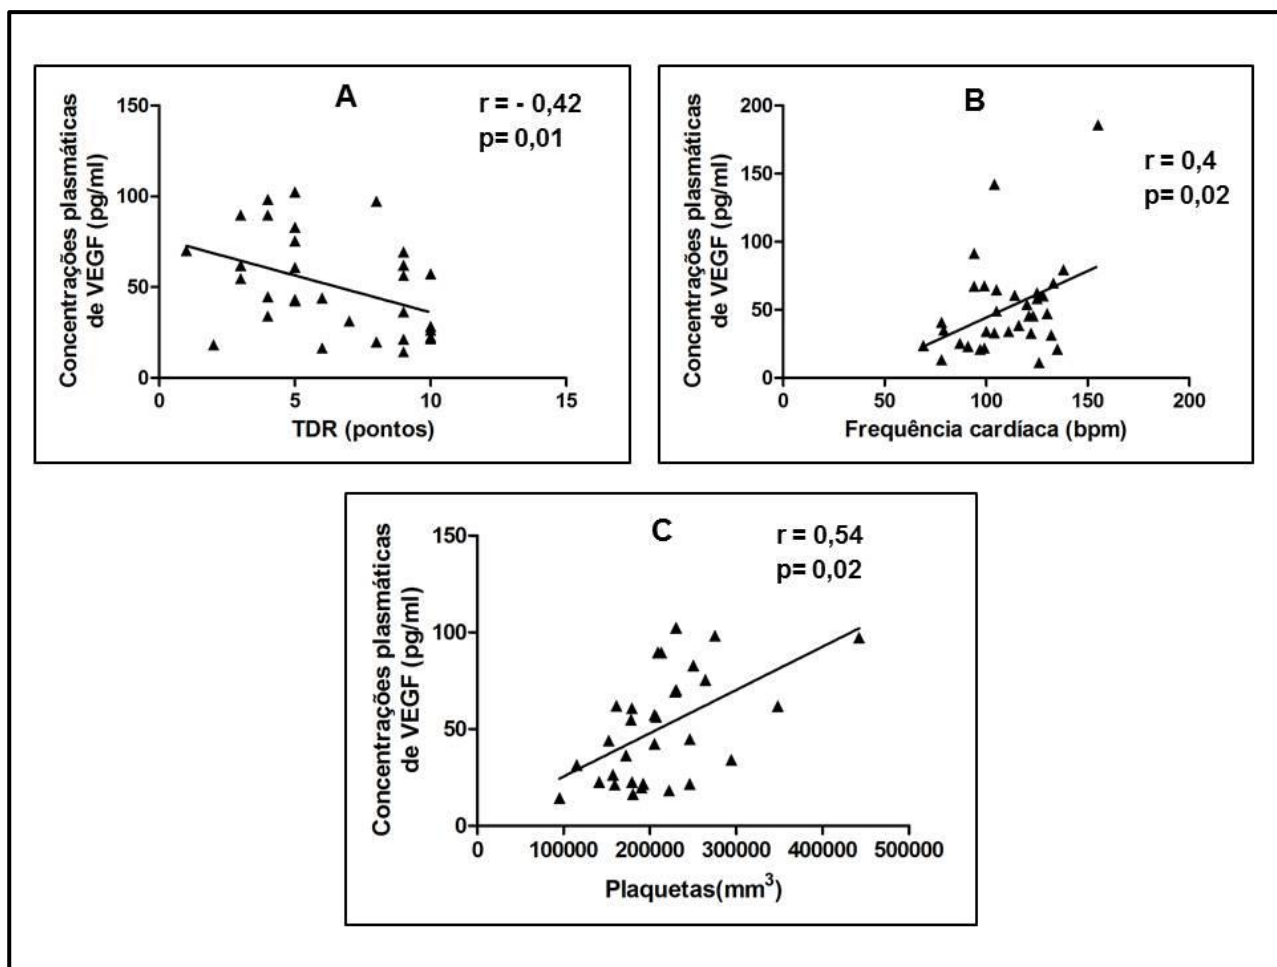 A
r = - 0,42
p= 0,01
Concentrações plasmáticas
de VEGF (pg/ml)
150
100
50
0
0 5 10 15
TDR (pontos)
B
r = 0,4
p= 0,02
Concentrações plasmáticas
de VEGF (pg/ml)
200
150
100
50
0
0 50 100 150 200
Frequência cardíaca (bpm)
C
r = 0,54
p= 0,02
Concentrações plasmáticas
de VEGF (pg/ml)
150
100
50
0
0 100000 200000 300000 400000 500000
Plaquetas(mm³)